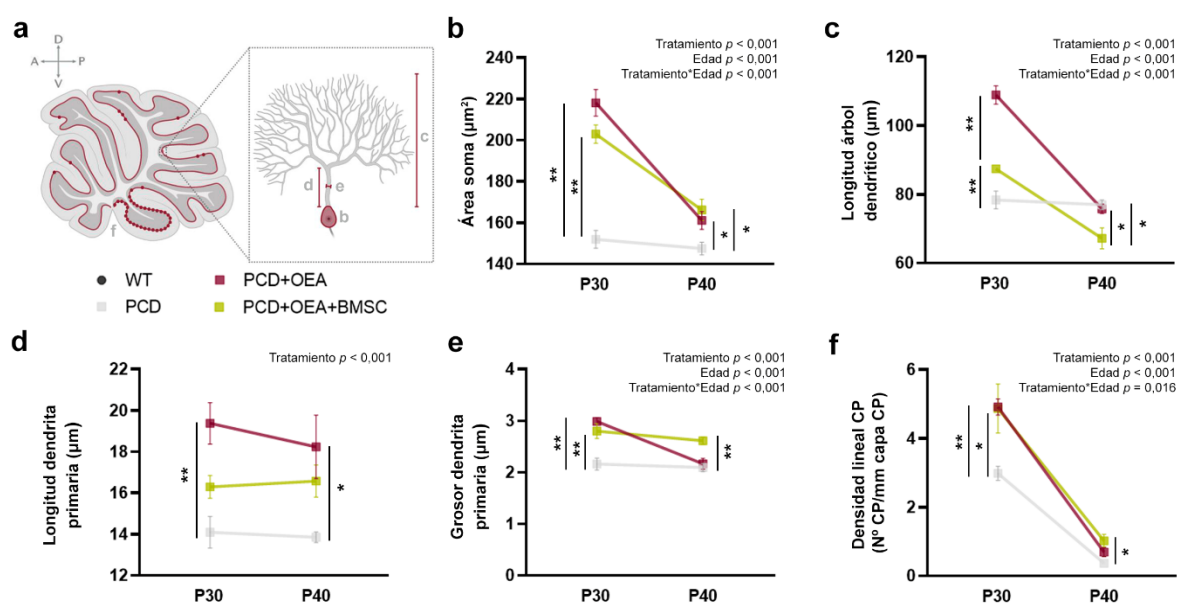 a
D
A
P
V
c
d
e
b
f
WT
PCD+OEA
PCD
PCD+OEA+BMSC
b
Tratamiento p < 0,001
Edad p < 0,001
Tratamiento*Edad p < 0,001
Área soma (µm²)
240
220
200
180
160
140
**
**
*
*
P30
P40
c
Tratamiento p < 0,001
Edad p < 0,001
Tratamiento*Edad p < 0,001
Longitud árbol
dendrítico (µm)
120
100
80
60
**
**
*
*
P30
P40
d
Tratamiento p < 0,001
Longitud dendrita
primaria (µm)
22
20
18
16
14
12
**
*
P30
P40
e
Tratamiento p < 0,001
Edad p < 0,001
Tratamiento*Edad p < 0,001
Grosor dendrita
primaria (µm)
4
3
2
1
0
**
**
**
P30
P40
f
Tratamiento p < 0,001
Edad p < 0,001
Tratamiento*Edad p = 0,016
Densidad lineal CP
(Nº CP/mm capa CP)
6
4
2
0
**
*
*
P30
P40